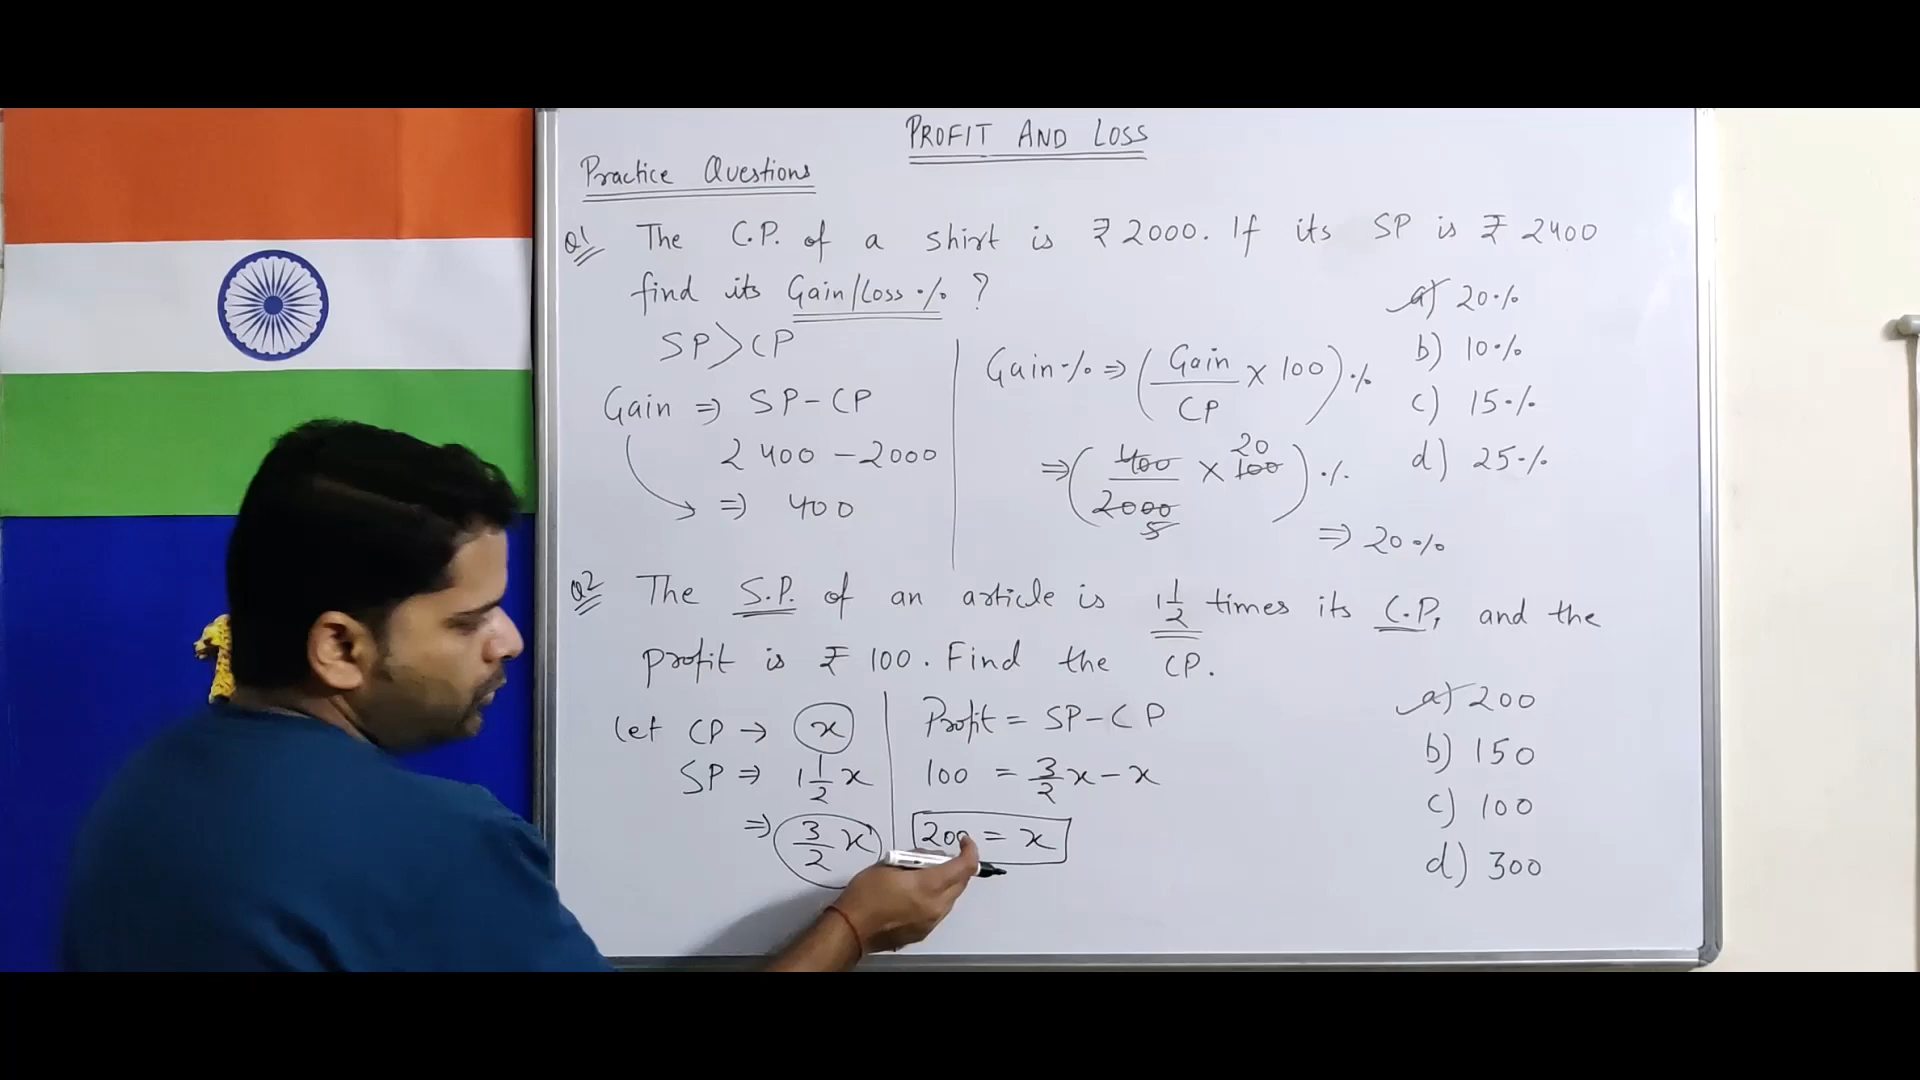 PROFIT AND LOSS
Practice Questions
Q1 The C.P. of a shirt is ₹ 2000. If its SP is ₹ 2400
find its Gain/Loss % ?
a) 20%
b) 10%
c) 15%
d) 25%
SP>CP
Gain ⇒ SP-CP
2400 - 2000
⇒ 400
Gain% ⇒ (Gain/CP × 100)%
⇒ (400/2000 × 100)%
20
5
⇒ 20%
Q2 The S.P. of an article is 1 1/2 times its C.P, and the
profit is ₹ 100. Find the CP.
a) 200
b) 150
c) 100
d) 300
let CP → x
SP ⇒ 1 1/2 x
⇒ 3/2 x
Profit = SP-CP
100 = 3/2 x - x
200 = x